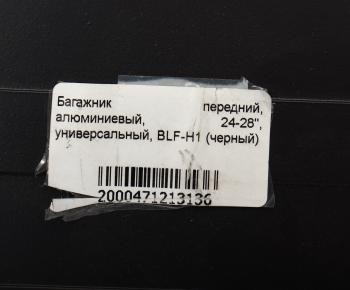 Багажник передний,
алюминиевый, 24-28",
универсальный, BLF-H1 (черный)
2000471213136